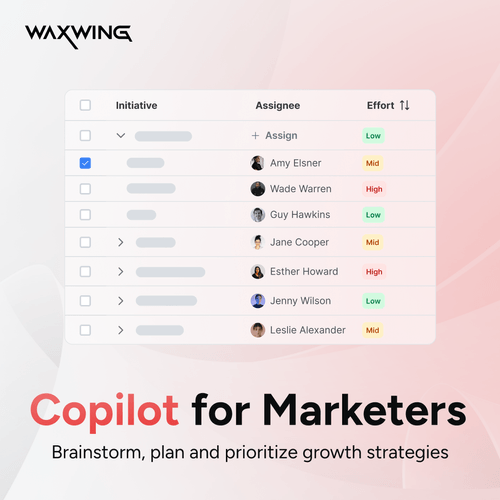 WAXWING
Initiative Assignee Effort ↑↓
+ Assign Low
Amy Elsner Mid
Wade Warren High
Guy Hawkins Low
Jane Cooper Mid
Esther Howard High
Jenny Wilson Low
Leslie Alexander Mid
Copilot for Marketers
Brainstorm, plan and prioritize growth strategies